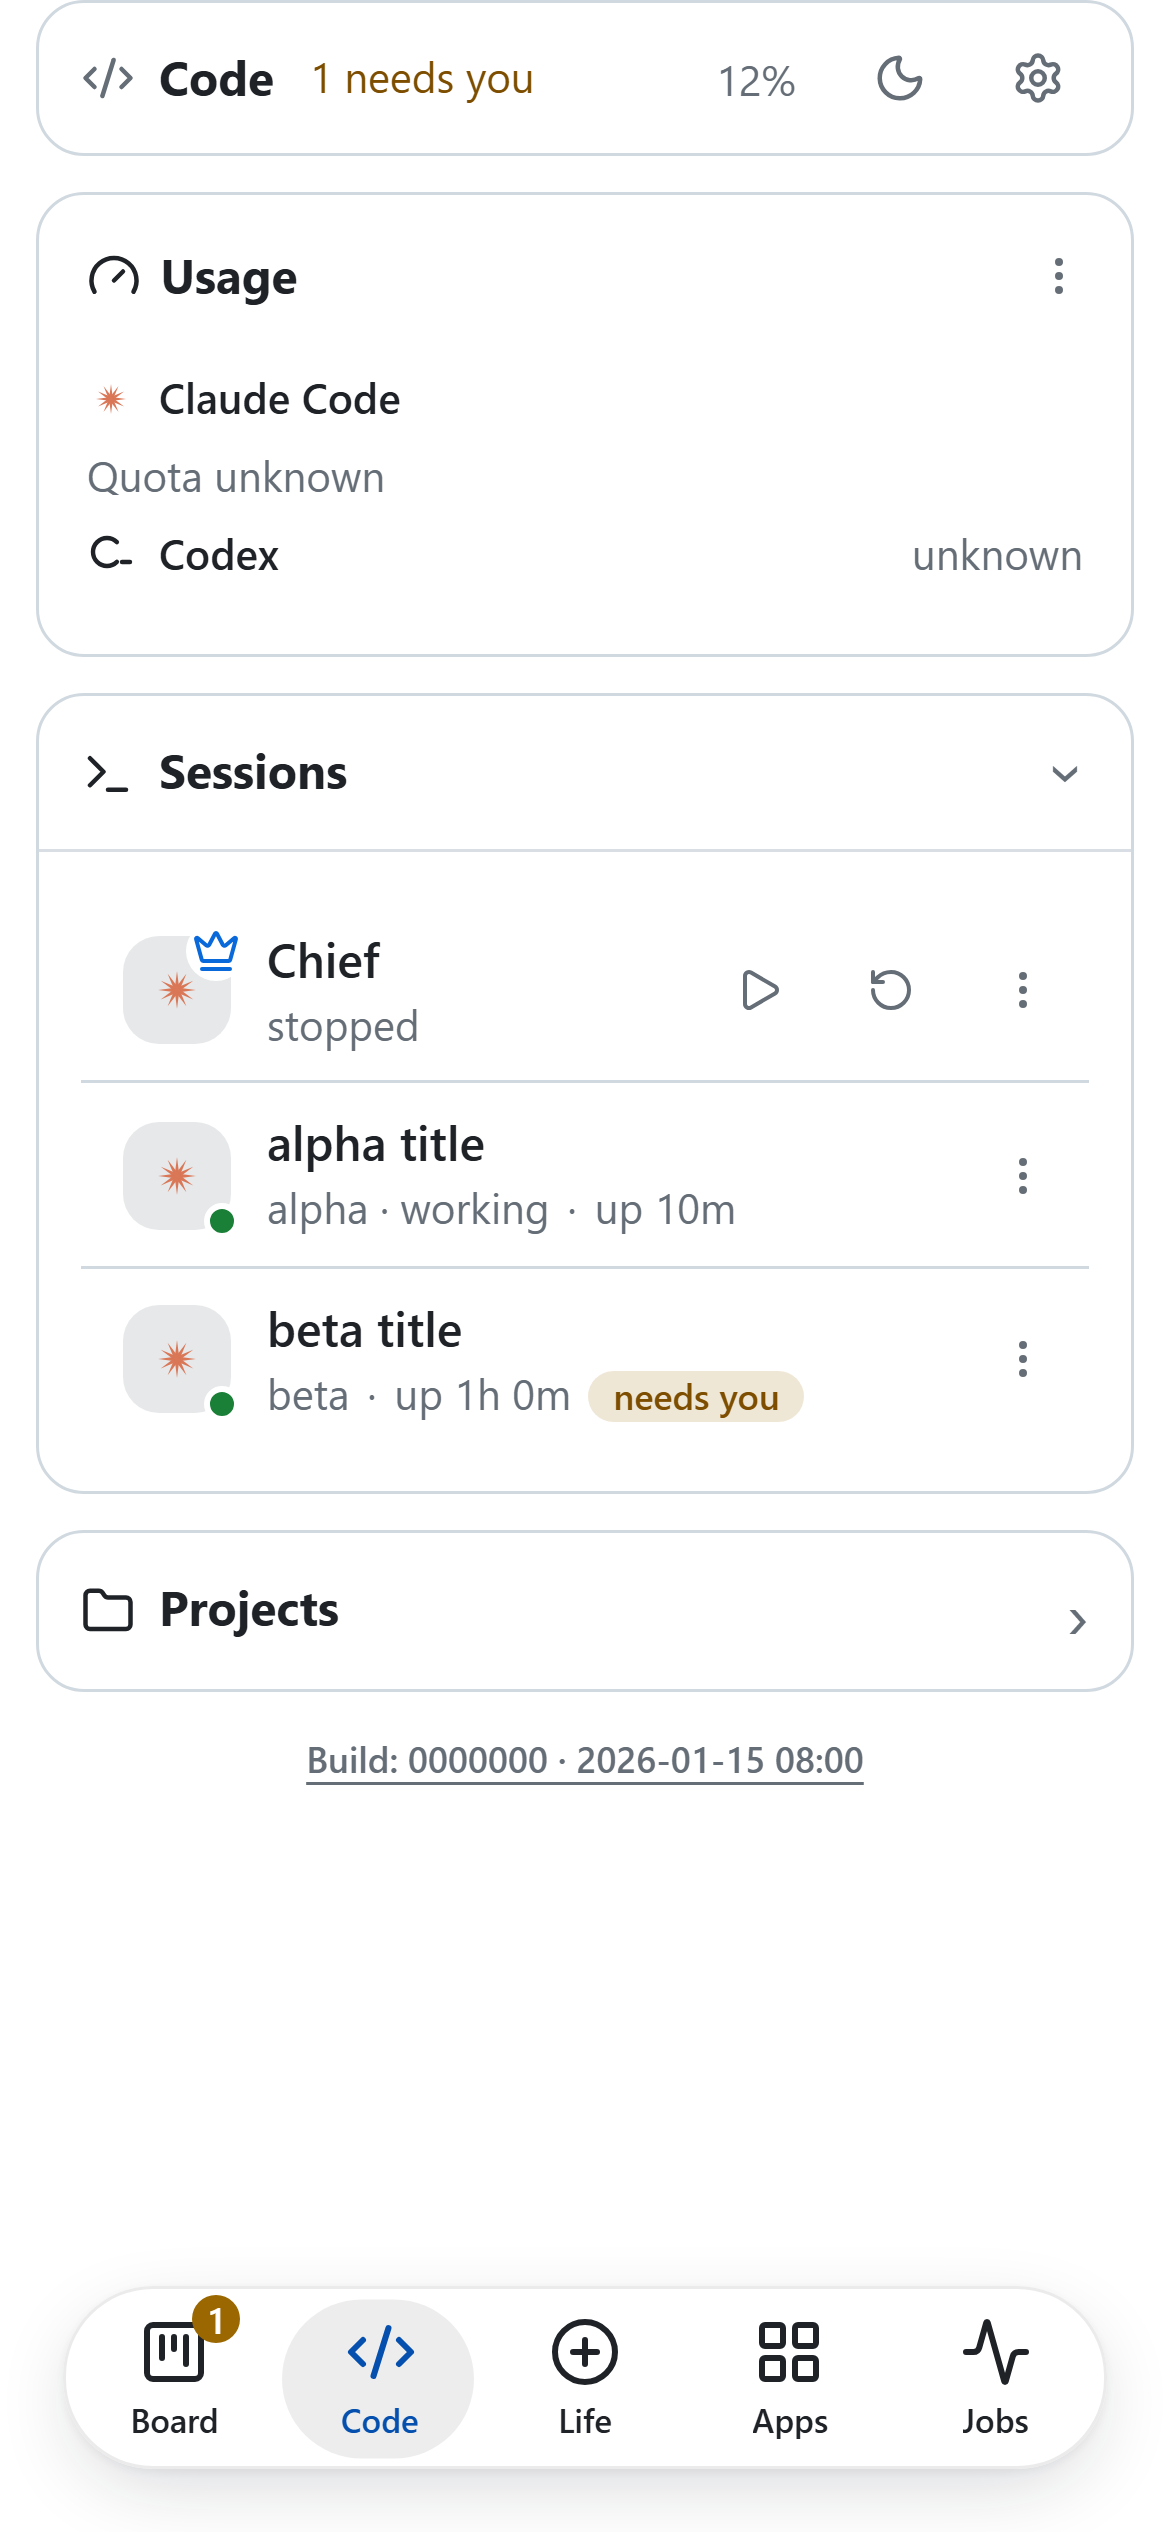 Code 1 needs you 12%
Usage
Claude Code
Quota unknown
Codex unknown
Sessions
Chief
stopped
alpha title
alpha · working · up 10m
beta title
beta · up 1h 0m needs you
Projects
Build: 0000000 · 2026-01-15 08:00
1
Board Code Life Apps Jobs